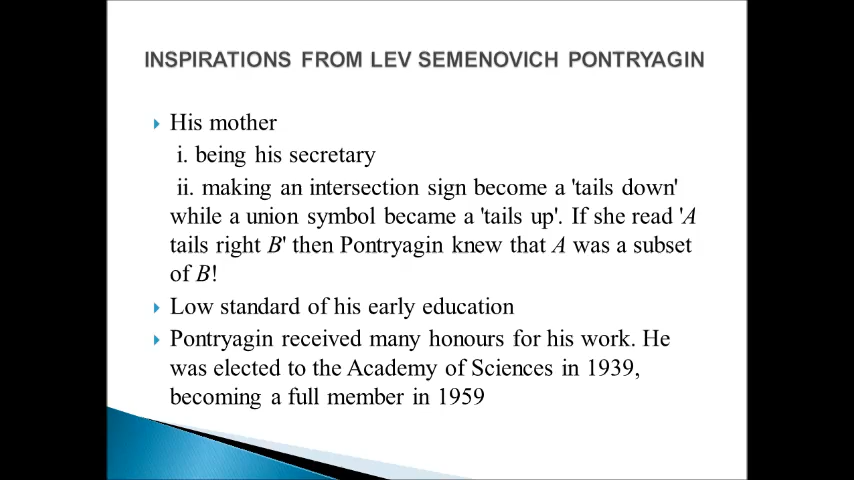 INSPIRATIONS FROM LEV SEMENOVICH PONTRYAGIN
His mother
i. being his secretary
ii. making an intersection sign become a 'tails down'
while a union symbol became a 'tails up'. If she read 'A
tails right B' then Pontryagin knew that A was a subset
of B!
Low standard of his early education
Pontryagin received many honours for his work. He
was elected to the Academy of Sciences in 1939,
becoming a full member in 1959